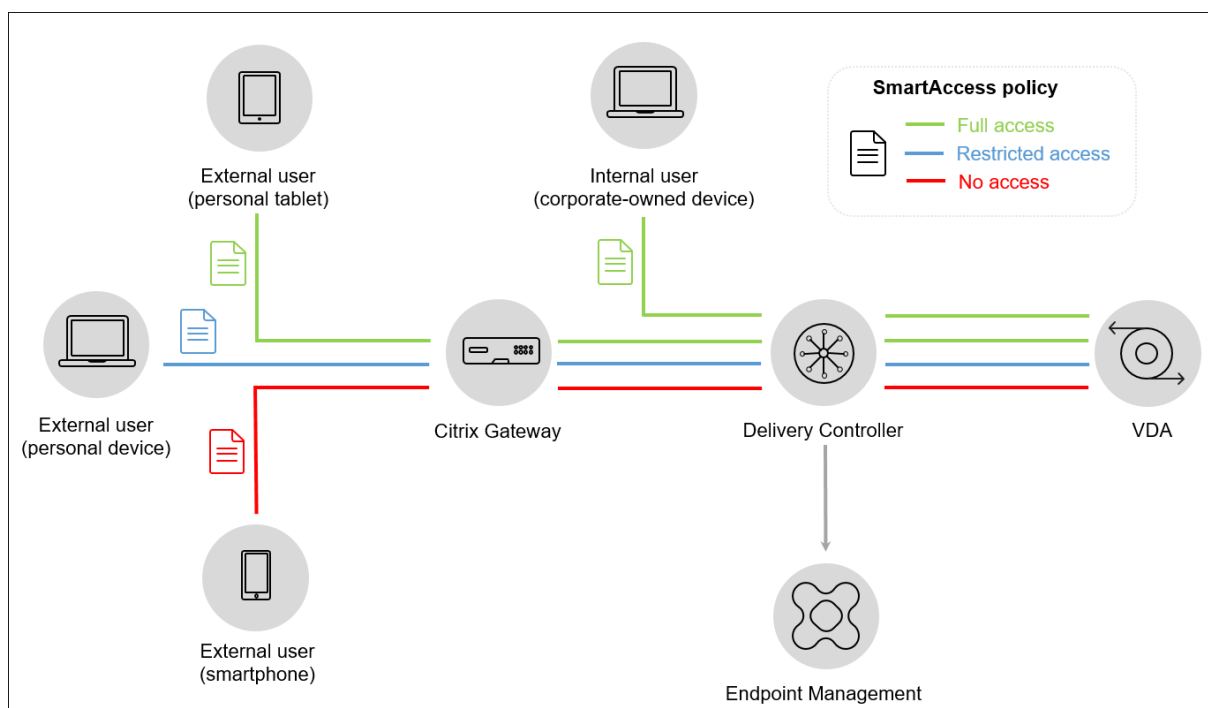 SmartAccess policy
Full access
Restricted access
No access
External user
(personal tablet)
Internal user
(corporate-owned device)
External user
(personal device)
Citrix Gateway
Delivery Controller
VDA
External user
(smartphone)
Endpoint Management